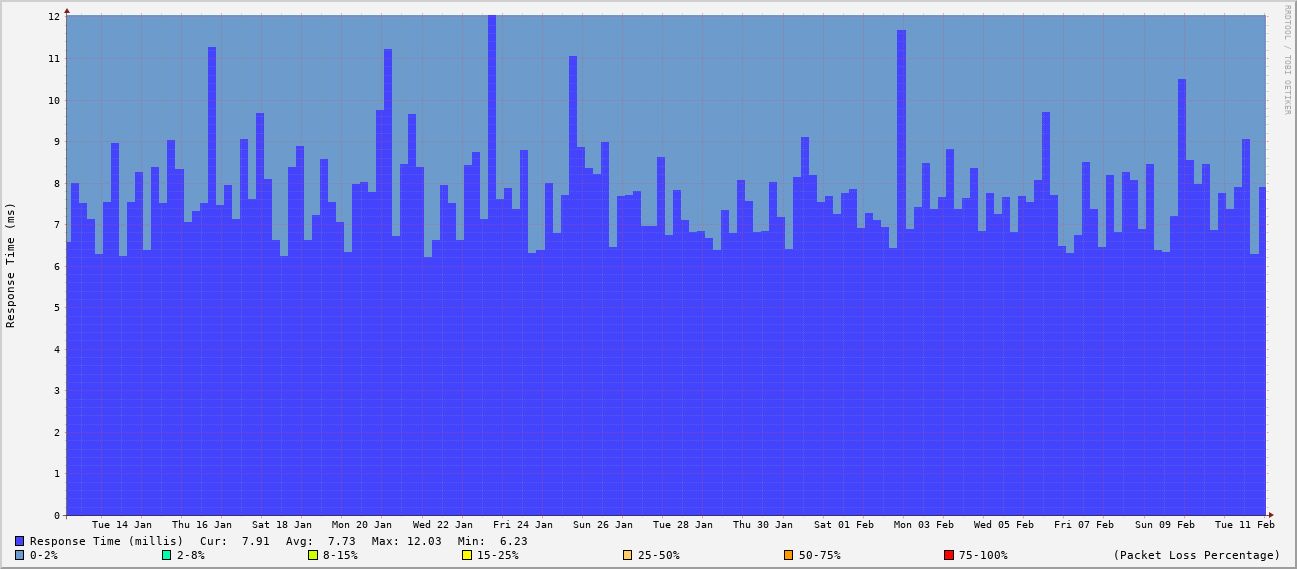 RRDTOOL / TOBI OETIKER
Response Time (ms)
12
11
10
9
8
7
6
5
4
3
2
1
0
Tue 14 Jan Thu 16 Jan Sat 18 Jan Mon 20 Jan Wed 22 Jan Fri 24 Jan Sun 26 Jan Tue 28 Jan Thu 30 Jan Sat 01 Feb Mon 03 Feb Wed 05 Feb Fri 07 Feb Sun 09 Feb Tue 11 Feb
Response Time (millis) Cur: 7.91 Avg: 7.73 Max: 12.03 Min: 6.23
0-2% 2-8% 8-15% 15-25% 25-50% 50-75% 75-100% (Packet Loss Percentage)